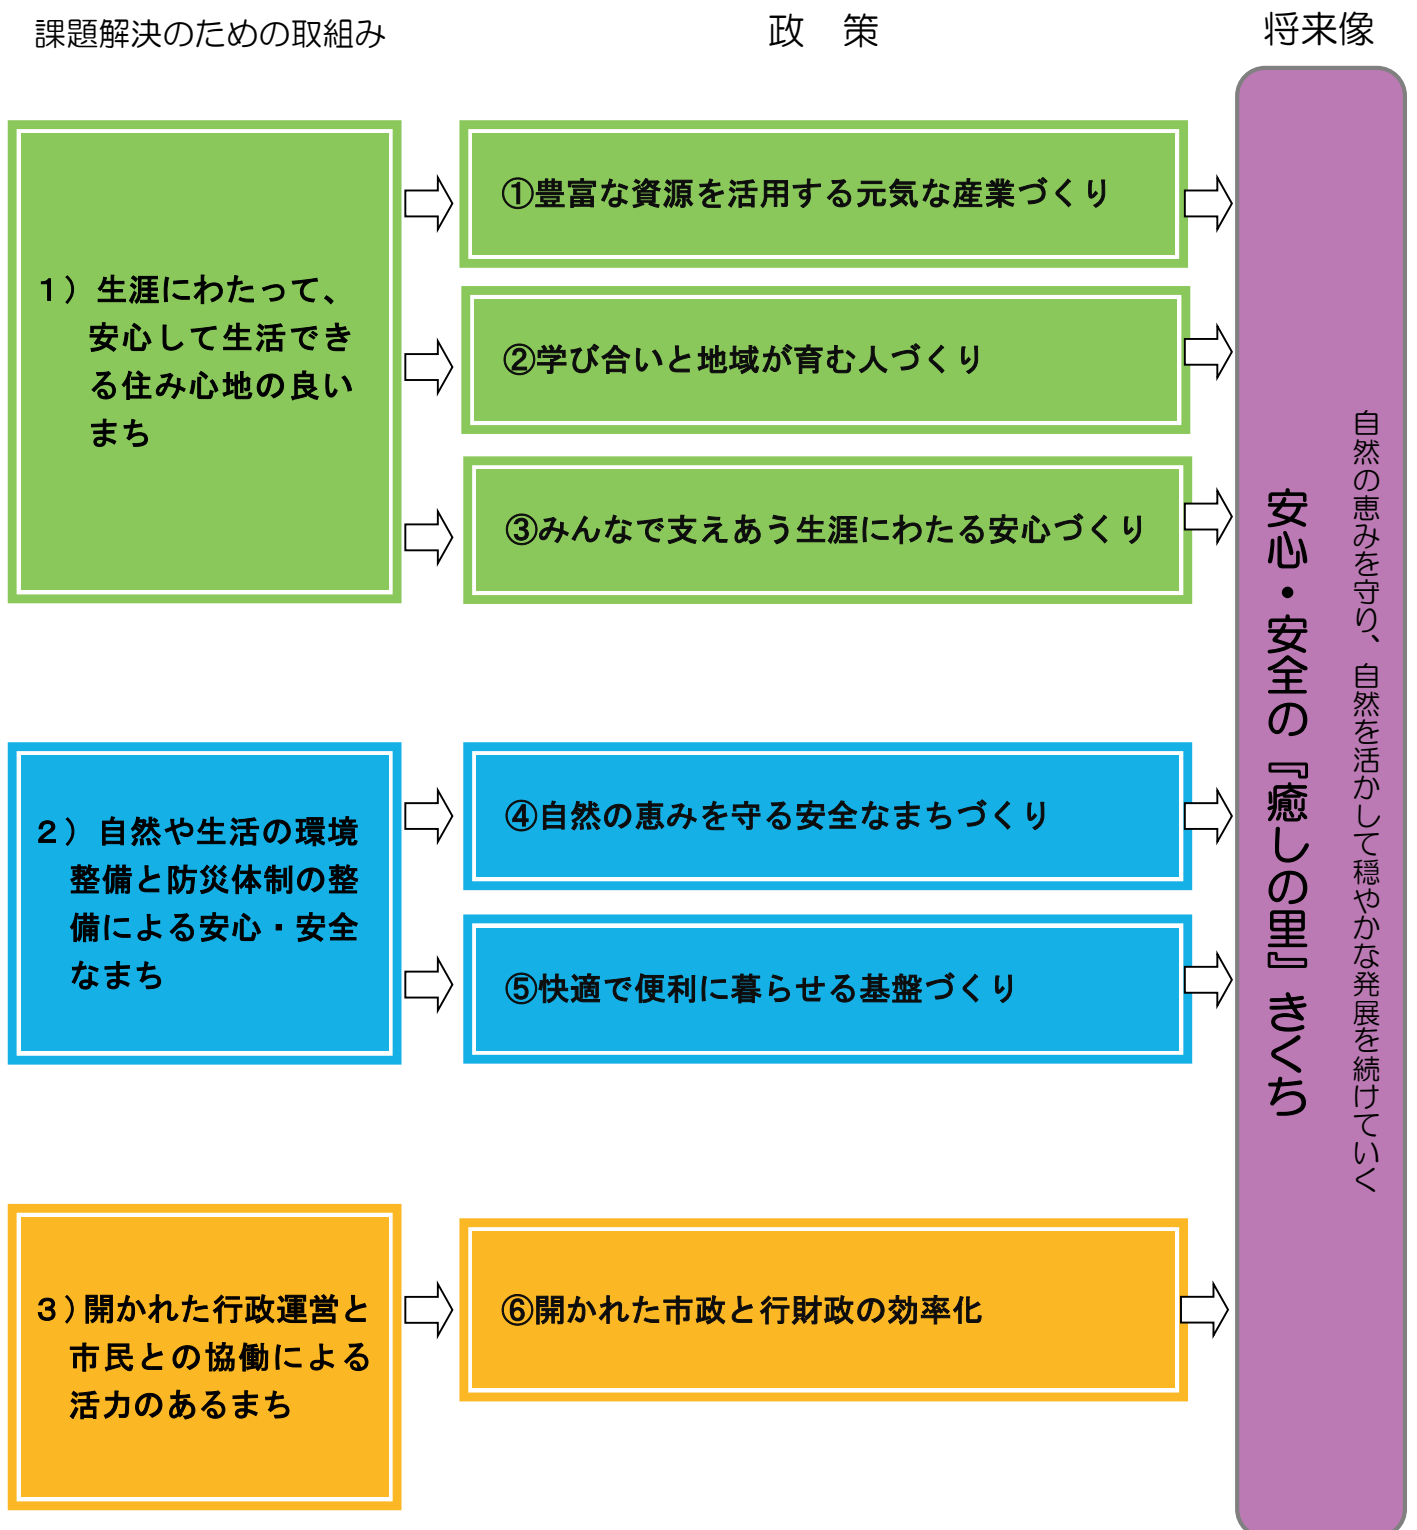 課題解決のための取組み
政　策
将来像
１）生涯にわたって、
安心して生活でき
る住み心地の良い
まち
①豊富な資源を活用する元気な産業づくり
②学び合いと地域が育む人づくり
③みんなで支えあう生涯にわたる安心づくり
２）自然や生活の環境
整備と防災体制の整
備による安心・安全
なまち
④自然の恵みを守る安全なまちづくり
⑤快適で便利に暮らせる基盤づくり
３）開かれた行政運営と
市民との協働による
活力のあるまち
⑥開かれた市政と行財政の効率化
自然の恵みを守り、自然を活かして穏やかな発展を続けていく
安心・安全の『癒しの里』きくち